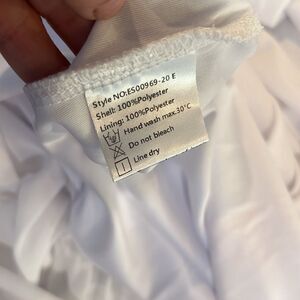 Style NO:ES00969-20 E
Shell: 100%Polyester
Lining: 100%Polyester
Hand wash max.30°C
Do not bleach
Line dry